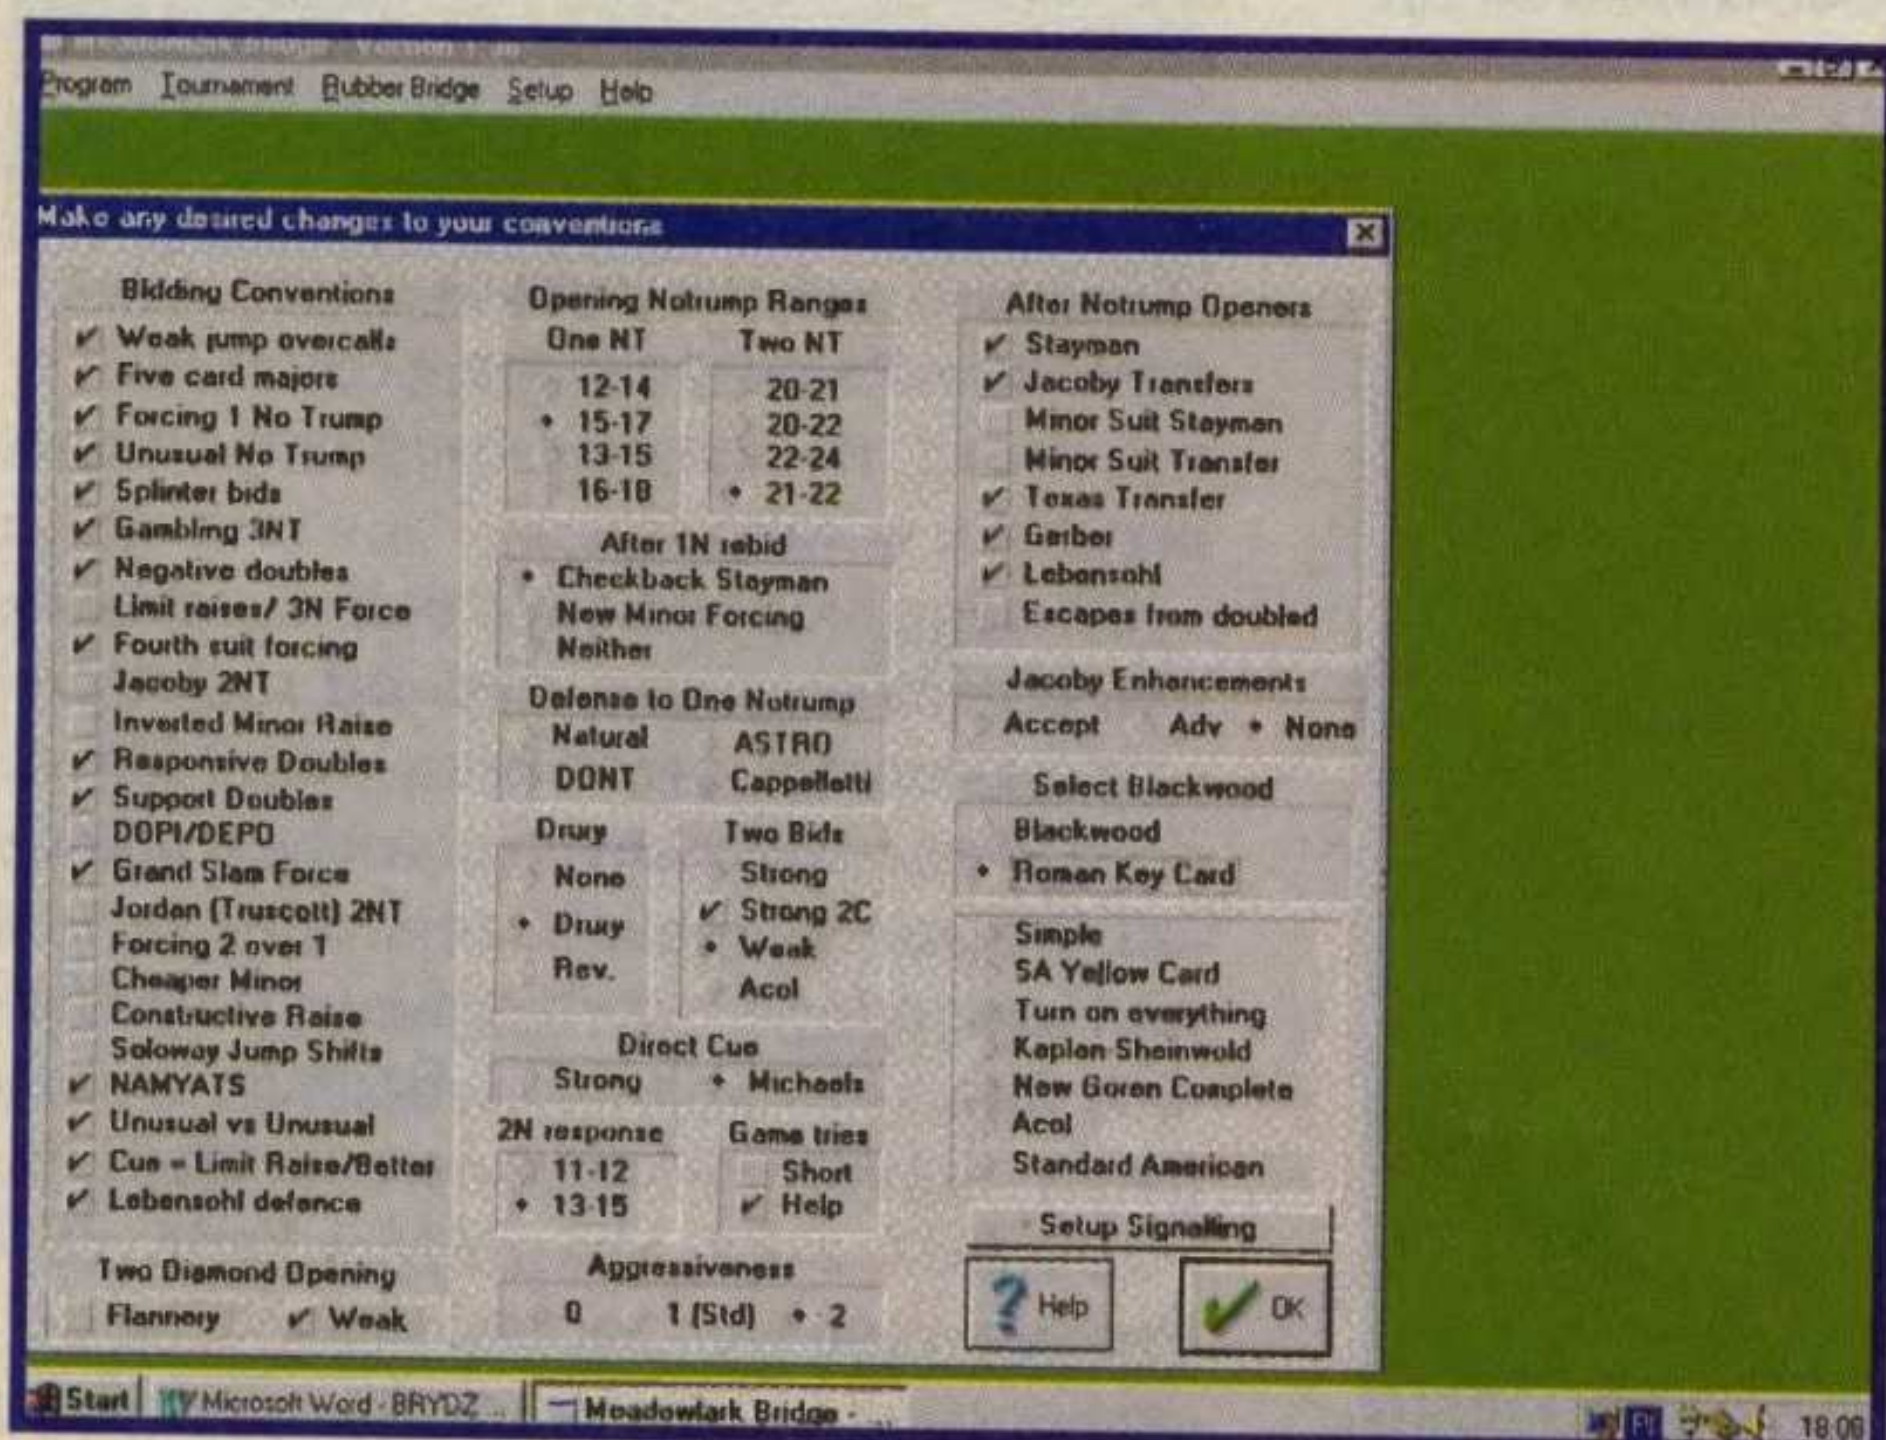 Meadowlark Bridge Version
Program Tournament Rubber Bridge Setup Help
Make any desired changes to your conventions
Bidding Conventions
Weak jump overcalls
Five card majors
Forcing 1 No Trump
Unusual No Trump
Splinter bids
Gambling 3NT
Negative doubles
Limit raises/ 3N Force
Fourth suit forcing
Jacoby 2NT
Inverted Minor Raise
Responsive Doubles
Support Doubles
DOPI/DEPO
Grand Slam Force
Jordan (Truscott) 2NT
Forcing 2 over 1
Cheaper Minor
Constructive Raise
Soloway Jump Shifts
NAMYATS
Unusual vs Unusual
Cue = Limit Raise/Better
Lebensohl defence
Two Diamond Opening
Flannery Weak
Opening Notrump Ranges
One NT Two NT
12-14 20-21
15-17 20-22
13-15 22-24
16-18 21-22
After 1N rebid
Checkback Stayman
New Minor Forcing
Neither
Defense to One Notrump
Natural ASTRO
DONT Cappelletti
Drury
None
Drury
Rev.
Two Bids
Strong
Strong 2C
Weak
Acol
Direct Cue
Strong Michaels
2N response
11-12
13-15
Game tries
Short
Help
Aggressiveness
0 1 (Std) 2
After Notrump Openers
Stayman
Jacoby Transfers
Minor Suit Stayman
Minor Suit Transfer
Texas Transfer
Gerber
Lebensohl
Escapes from doubled
Jacoby Enhancements
Accept Adv None
Select Blackwood
Blackwood
Roman Key Card
Simple
SA Yellow Card
Turn on everything
Kaplan Sheinwold
New Goren Complete
Acol
Standard American
Setup Signalling
Help OK
Start Microsoft Word - BRYDZ ... Meadowlark Bridge - ... 18:06